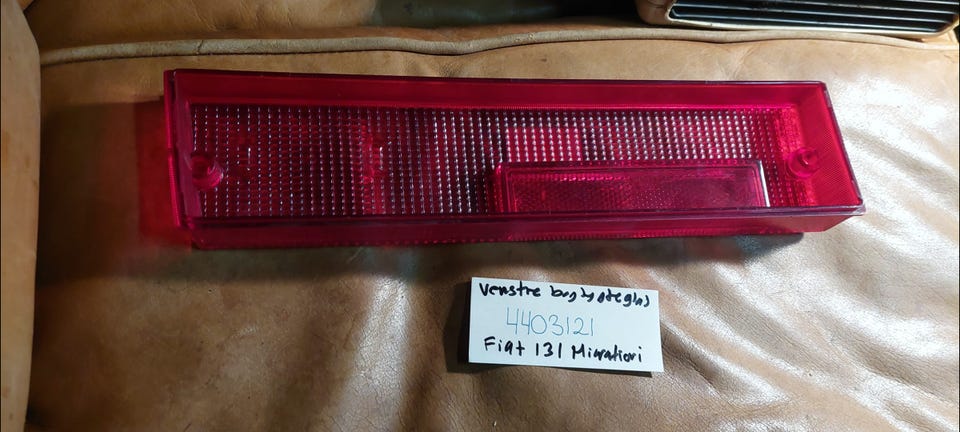 Venstre baglygteglas
4403121
Fiat 131 Mirafiori